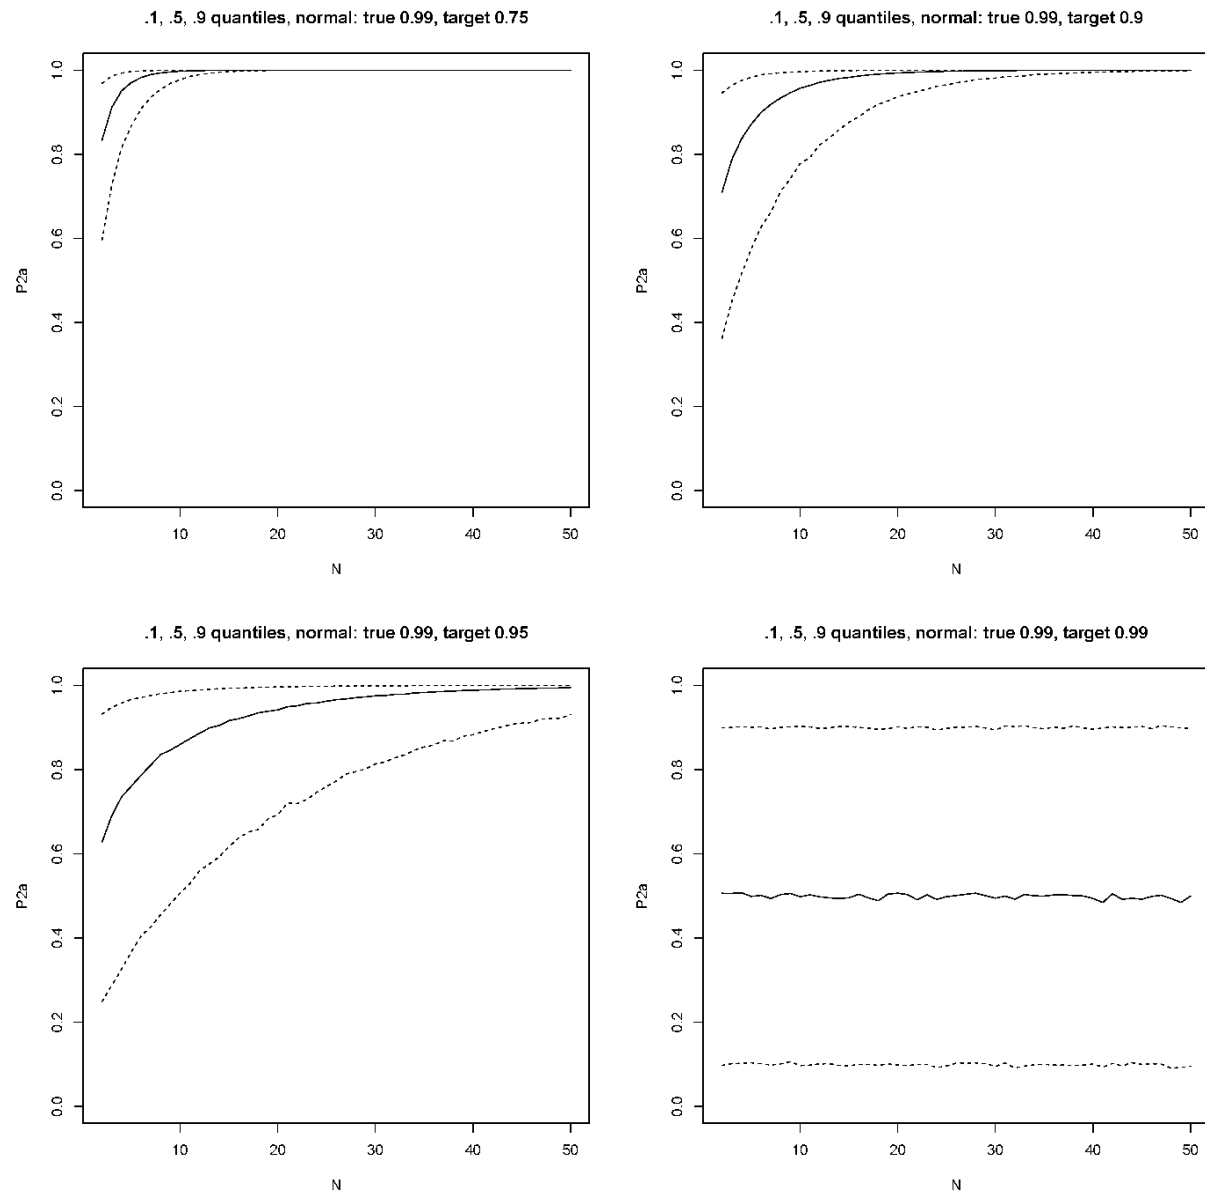 .1, .5, .9 quantiles, normal: true 0.99, target 0.75
P2a
1.0
0.8
0.6
0.4
0.2
0.0
10 20 30 40 50
N
.1, .5, .9 quantiles, normal: true 0.99, target 0.9
P2a
1.0
0.8
0.6
0.4
0.2
0.0
10 20 30 40 50
N
.1, .5, .9 quantiles, normal: true 0.99, target 0.95
P2a
1.0
0.8
0.6
0.4
0.2
0.0
10 20 30 40 50
N
.1, .5, .9 quantiles, normal: true 0.99, target 0.99
P2a
1.0
0.8
0.6
0.4
0.2
0.0
10 20 30 40 50
N